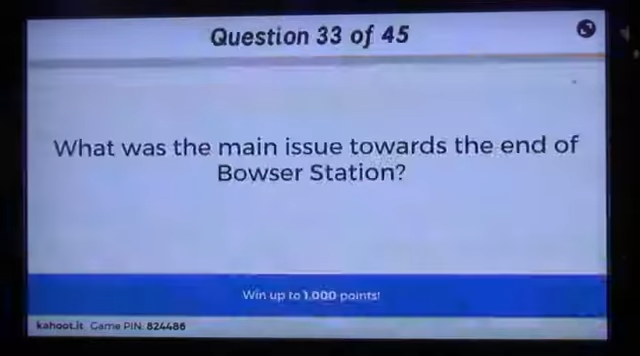 Question 33 of 45
What was the main issue towards the end of
Bowser Station?
Win up to 1,000 points!
kahoot.it Game PIN: 824486